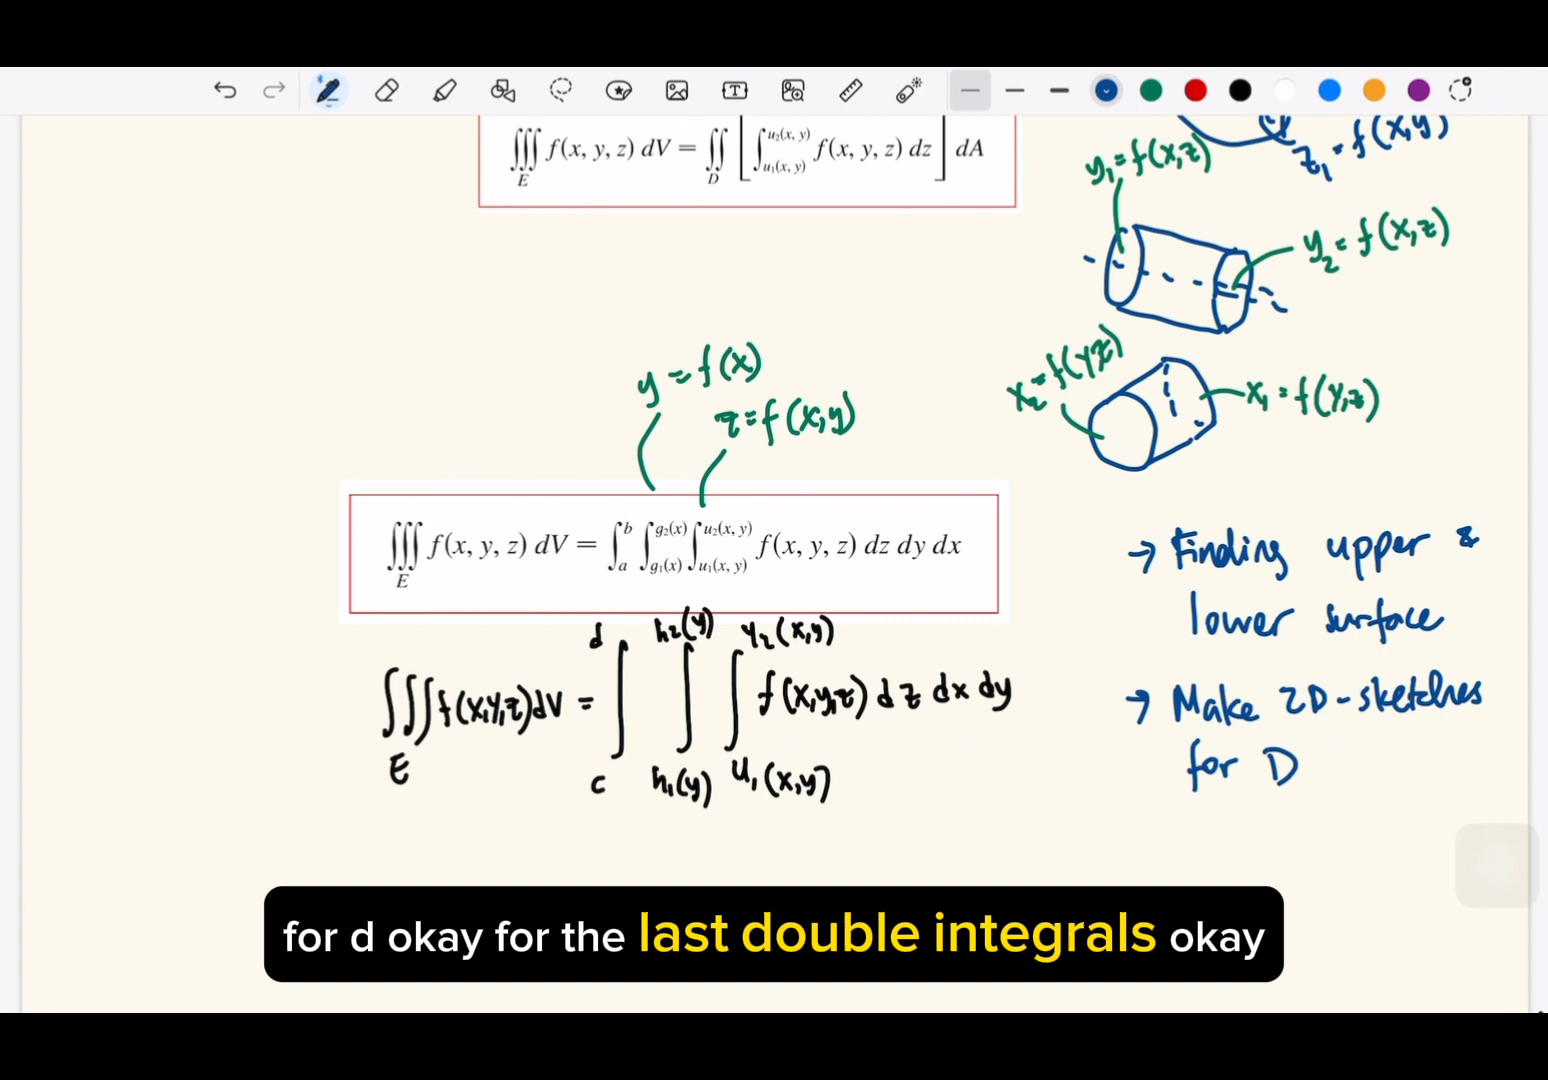 ∭_E f(x, y, z) dV = ∬_D [∫_{u₁(x, y)}^{u₂(x, y)} f(x, y, z) dz] dA
z₁ = f(x,y)
y₁ = f(x,z)
y₂ = f(x,z)
x₂ = f(y,z)
x₁ = f(y,z)
y = f(x)
z = f(x,y)
∭_E f(x, y, z) dV = ∫_a^b ∫_{g₁(x)}^{g₂(x)} ∫_{u₁(x, y)}^{u₂(x, y)} f(x, y, z) dz dy dx
∭_E f(x,y,z)dV = ∫_c^d ∫_{h₁(y)}^{h₂(y)} ∫_{u₁(x,y)}^{y₂(x,y)} f(x,y,z) dz dx dy
→ Finding upper &
lower surface
→ Make 2D-sketches
for D
for d okay for the last double integrals okay